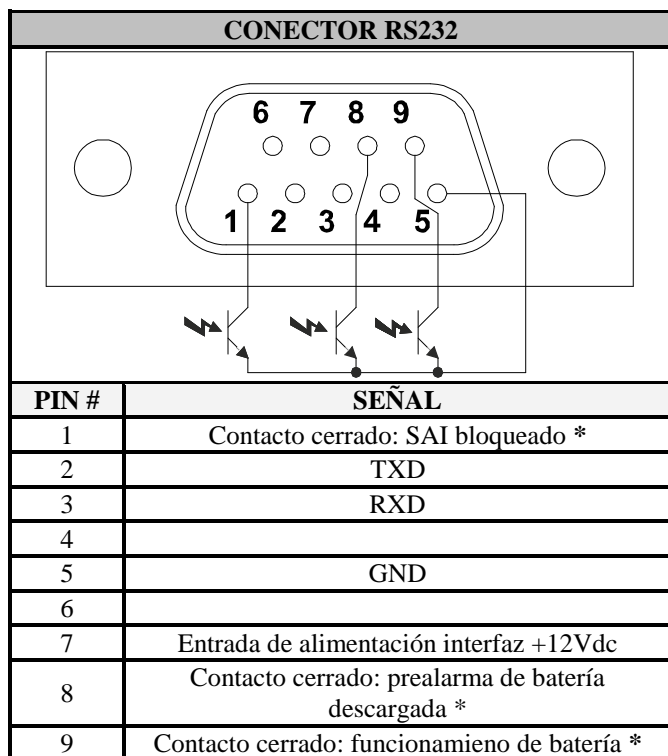 CONECTOR RS232
6 7 8 9
1 2 3 4 5
PIN # SEÑAL
1 Contacto cerrado: SAI bloqueado *
2 TXD
3 RXD
4
5 GND
6
7 Entrada de alimentación interfaz +12Vdc
8 Contacto cerrado: prealarma de batería
descargada *
9 Contacto cerrado: funcionamieno de batería *